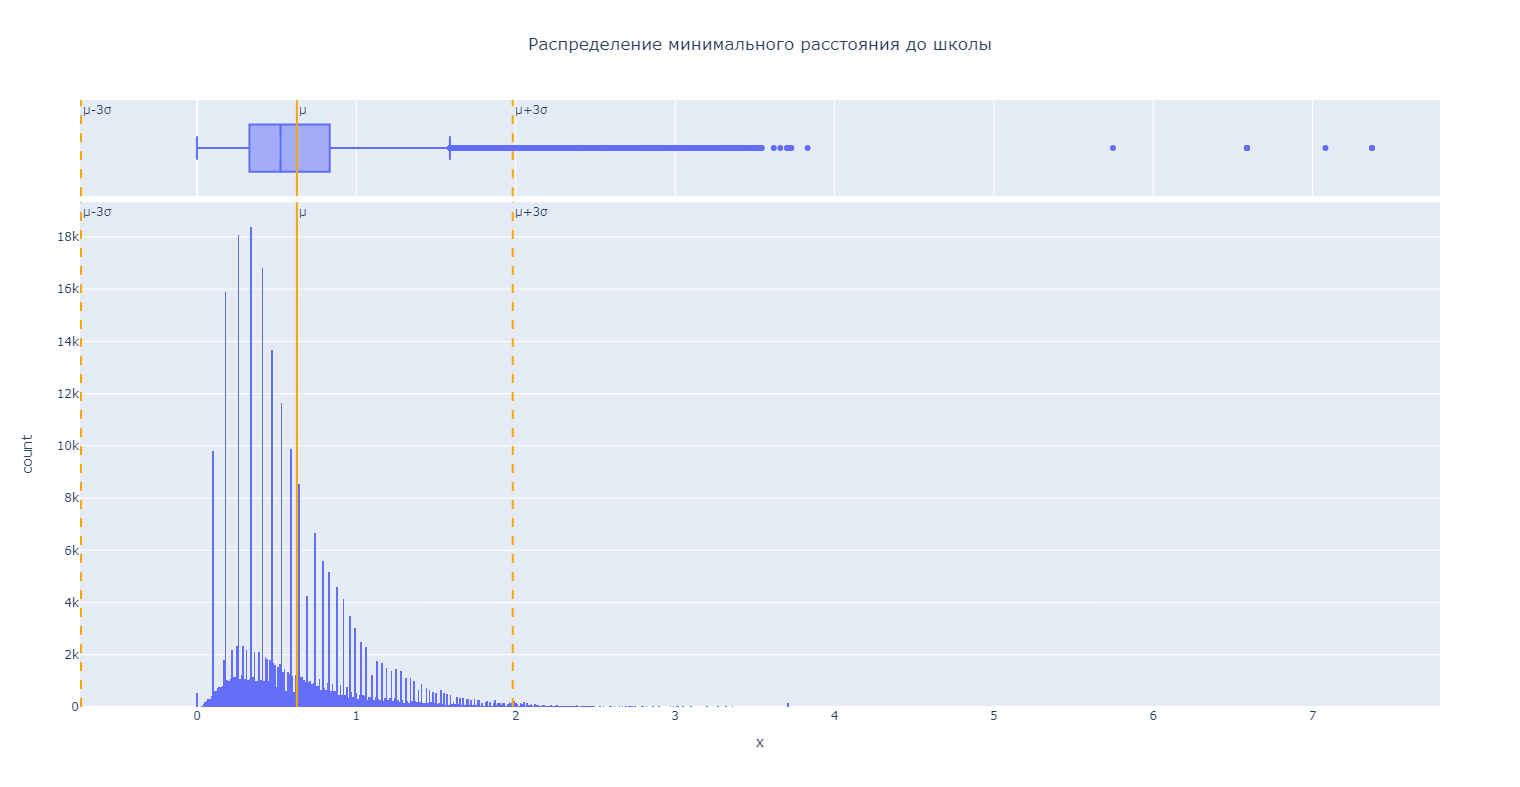 Распределение минимального расстояния до школы
μ-3σ μ μ+3σ
μ-3σ μ μ+3σ
18k
16k
14k
12k
10k
8k
6k
4k
2k
0
count
0 1 2 3 4 5 6 7
x